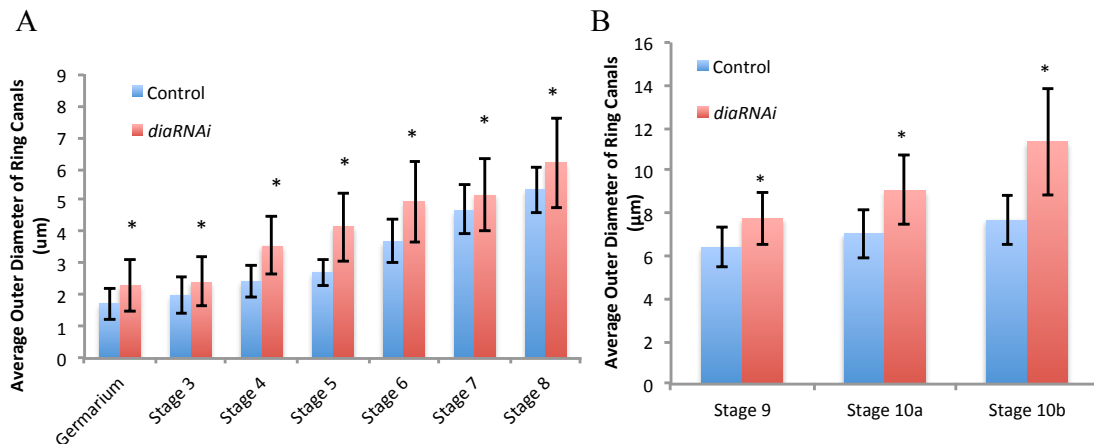 A
Average Outer Diameter of Ring Canals
(um)
9
8
7
6
5
4
3
2
1
0
Control
diaRNAi
*
*
*
*
*
*
*
Germarium
Stage 3
Stage 4
Stage 5
Stage 6
Stage 7
Stage 8
B
Average Outer Diameter of Ring Canals
(µm)
16
14
12
10
8
6
4
2
0
Control
diaRNAi
*
*
*
Stage 9
Stage 10a
Stage 10b